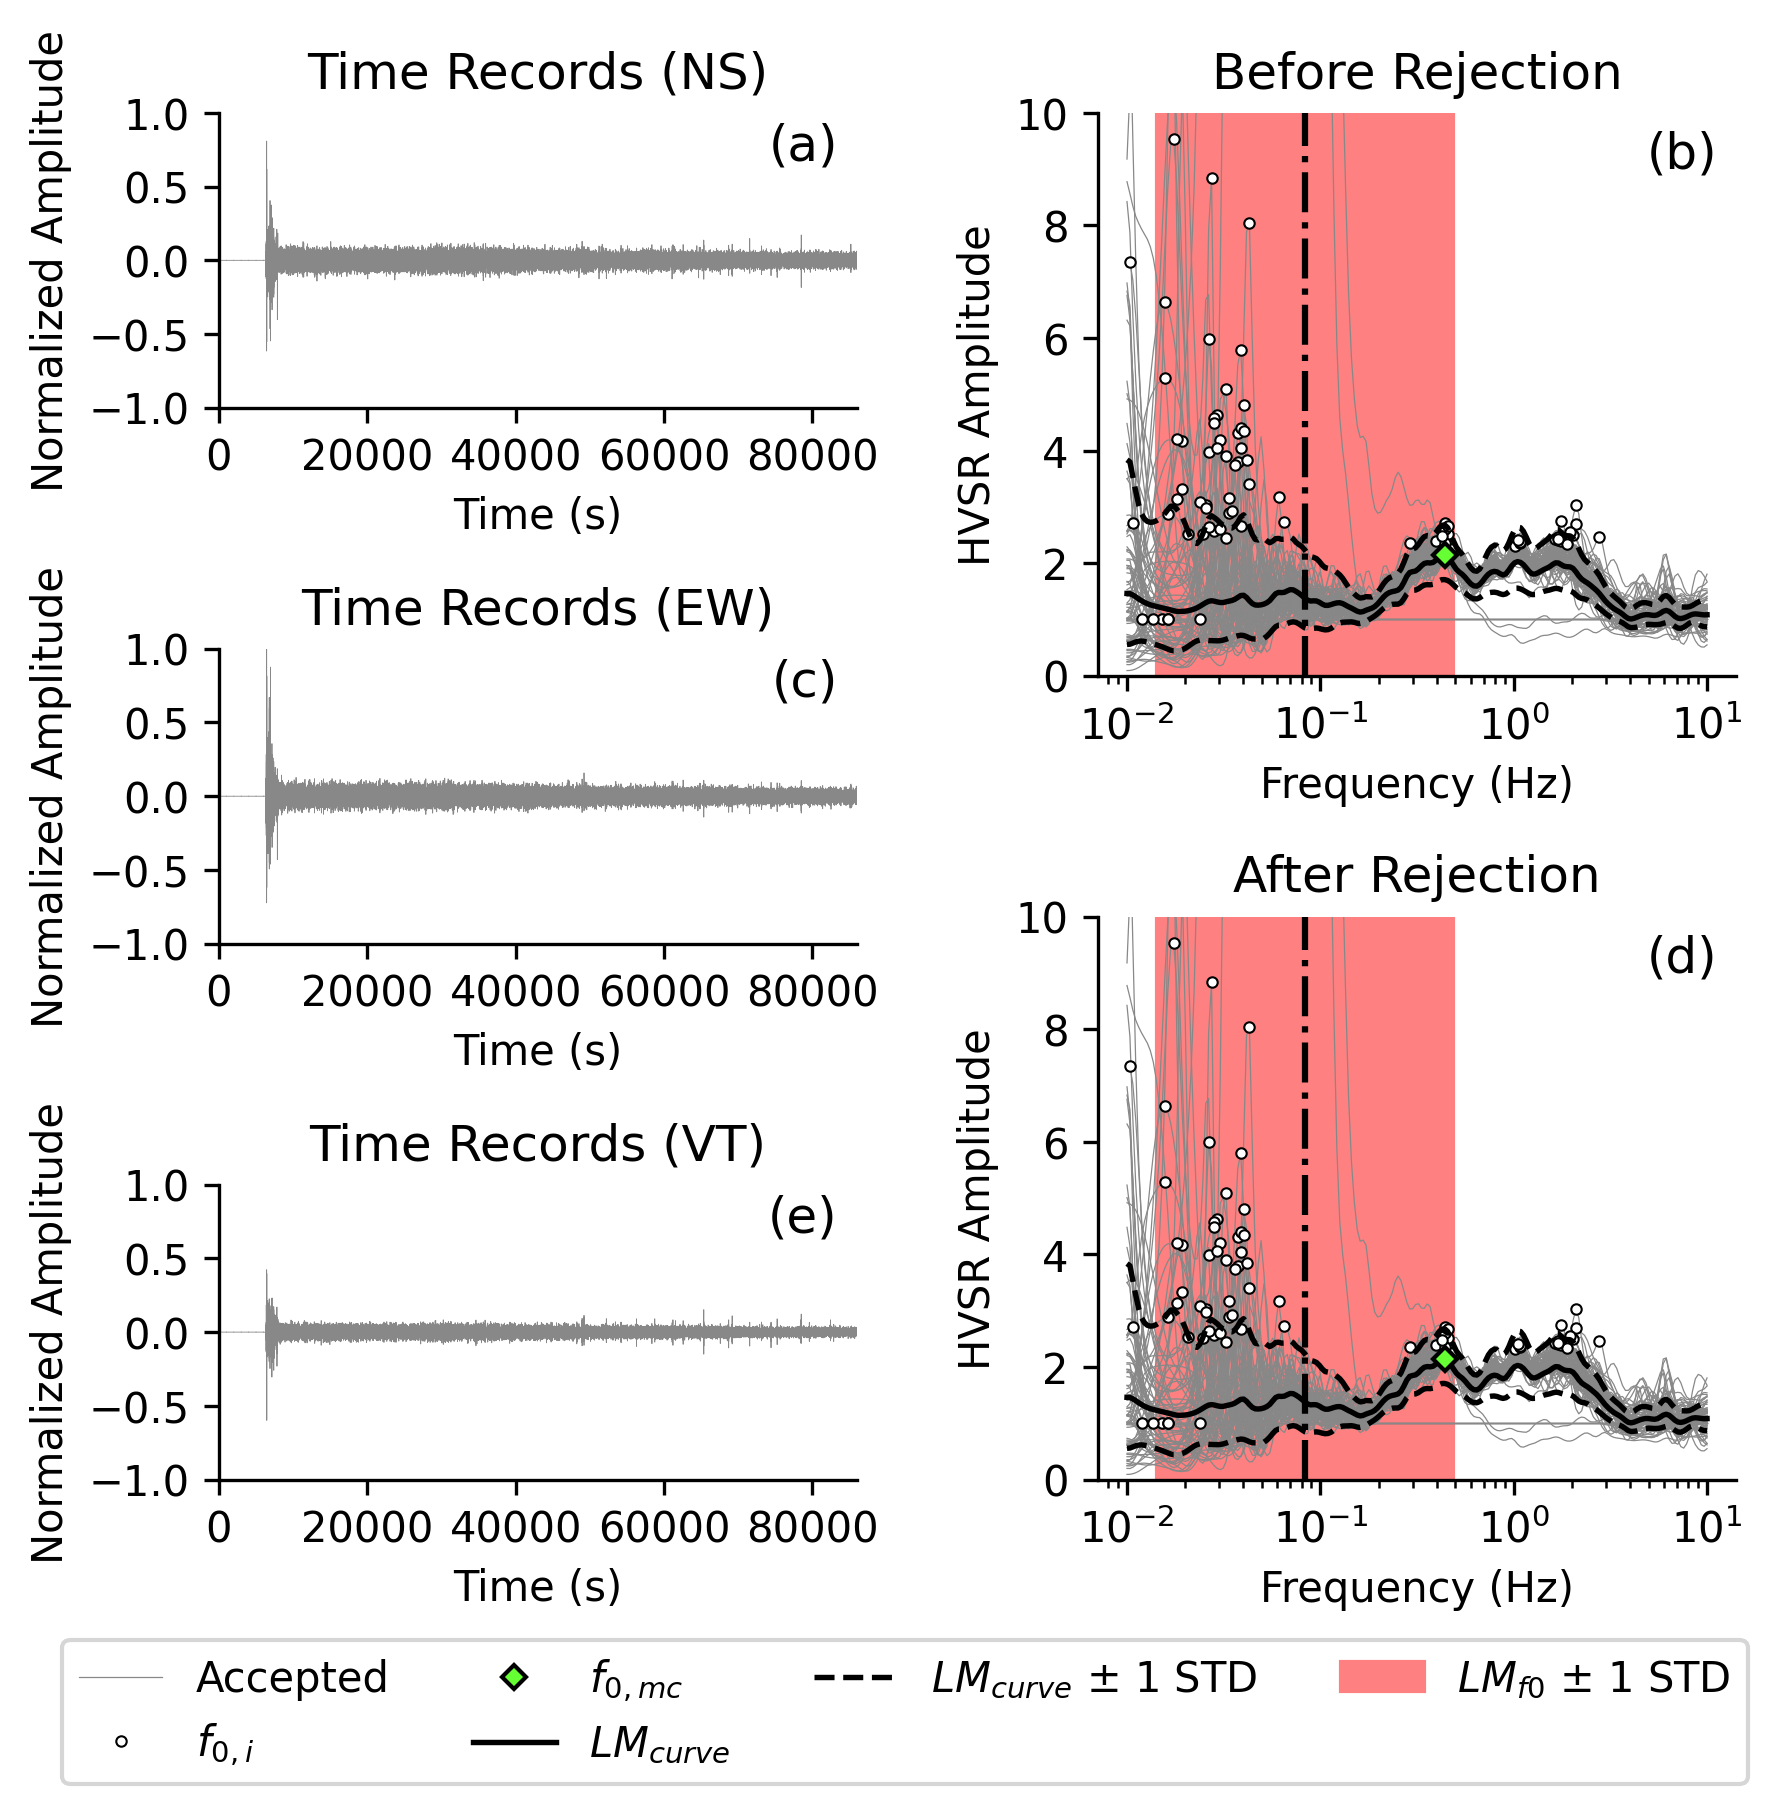 Time Records (NS)
Normalized Amplitude
1.0
0.5
0.0
−0.5
−1.0
(a)
0 20000 40000 60000 80000
Time (s)
Before Rejection
HVSR Amplitude
10
8
6
4
2
0
(b)
10⁻² 10⁻¹ 10⁰ 10¹
Frequency (Hz)
Time Records (EW)
Normalized Amplitude
1.0
0.5
0.0
−0.5
−1.0
(c)
0 20000 40000 60000 80000
Time (s)
After Rejection
HVSR Amplitude
10
8
6
4
2
0
(d)
10⁻² 10⁻¹ 10⁰ 10¹
Frequency (Hz)
Time Records (VT)
Normalized Amplitude
1.0
0.5
0.0
−0.5
−1.0
(e)
0 20000 40000 60000 80000
Time (s)
Accepted
f0,i
f0,mc
LMcurve
LMcurve ± 1 STD
LMf0 ± 1 STD